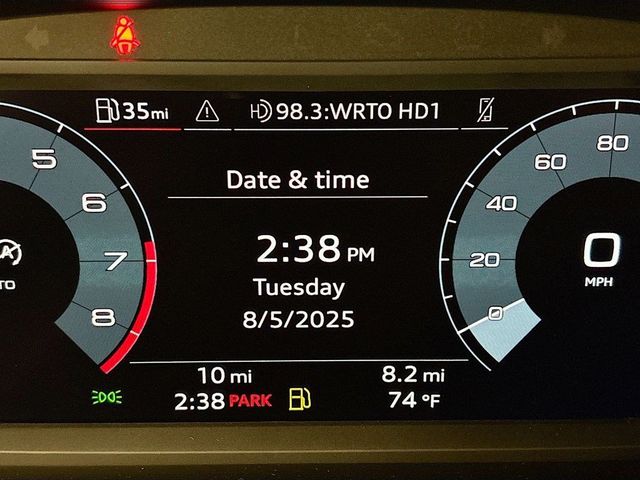 35mi
98.3:WRTO HD1
Date & time
2:38 PM
Tuesday
8/5/2025
5
6
7
8
80
60
40
20
0
0
MPH
A
TO
10 mi
8.2 mi
2:38 PARK
74 °F